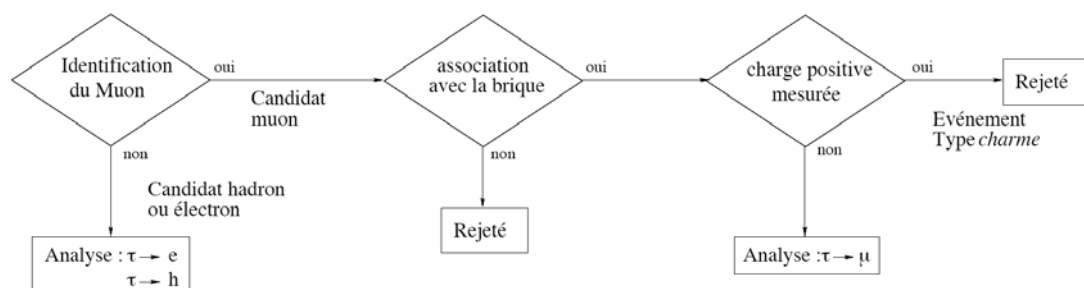 Identification
du Muon
oui
Candidat
muon
non
Candidat hadron
ou électron
Analyse : τ → e
τ → h
association
avec la brique
oui
non
Rejeté
charge positive
mesurée
oui
Evénement
Type charme
Rejeté
non
Analyse :τ → μ